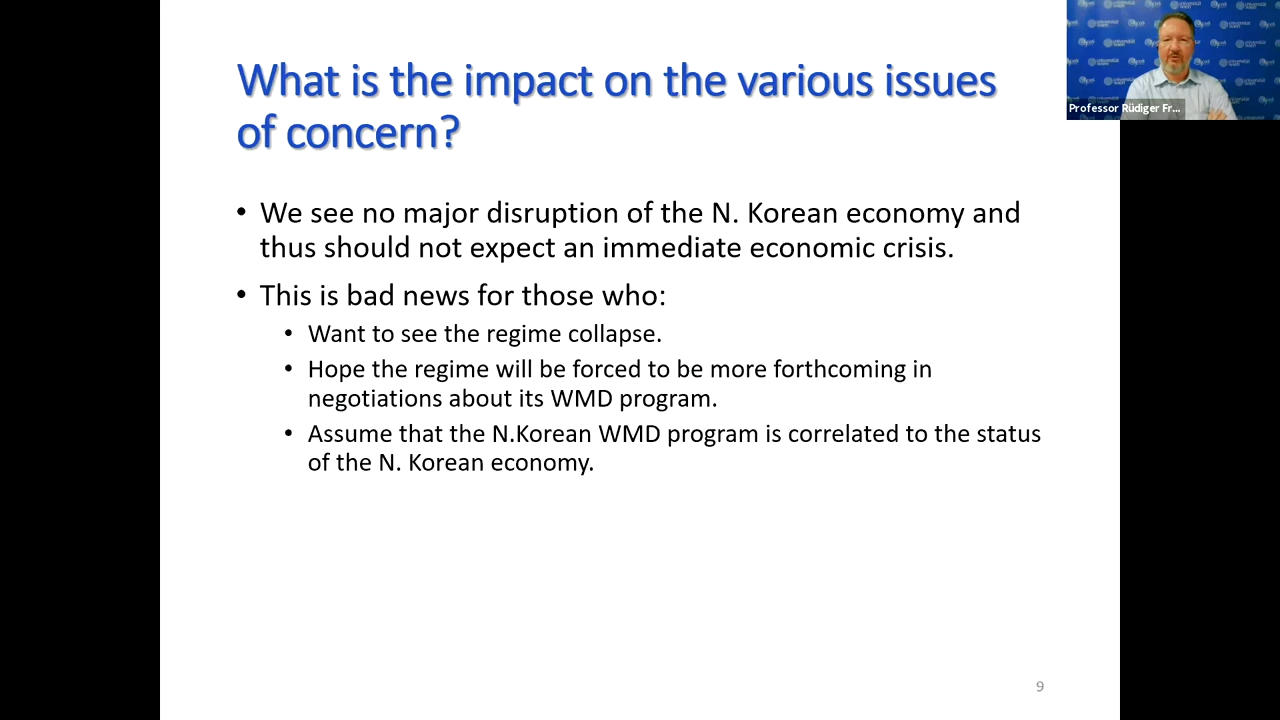 What is the impact on the various issues
of concern?
• We see no major disruption of the N. Korean economy and
thus should not expect an immediate economic crisis.
• This is bad news for those who:
• Want to see the regime collapse.
• Hope the regime will be forced to be more forthcoming in
negotiations about its WMD program.
• Assume that the N.Korean WMD program is correlated to the status
of the N. Korean economy.
9
Professor Rüdiger Fr...